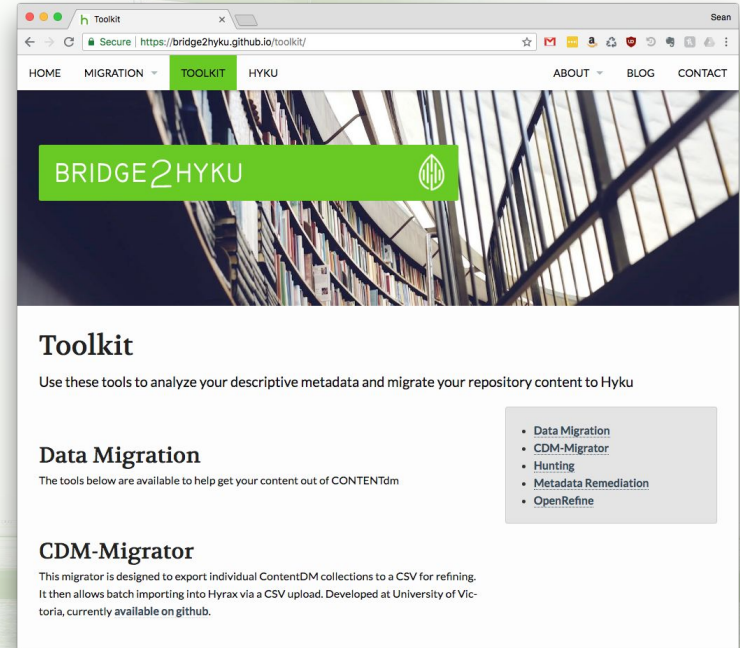 Toolkit
Sean
Secure | https://bridge2hyku.github.io/toolkit/
HOME MIGRATION TOOLKIT HYKU ABOUT BLOG CONTACT
BRIDGE2HYKU
Toolkit
Use these tools to analyze your descriptive metadata and migrate your repository content to Hyku
Data Migration
The tools below are available to help get your content out of CONTENTdm
• Data Migration
• CDM-Migrator
• Hunting
• Metadata Remediation
• OpenRefine
CDM-Migrator
This migrator is designed to export individual ContentDM collections to a CSV for refining.
It then allows batch importing into Hyrax via a CSV upload. Developed at University of Vic-
toria, currently available on github.